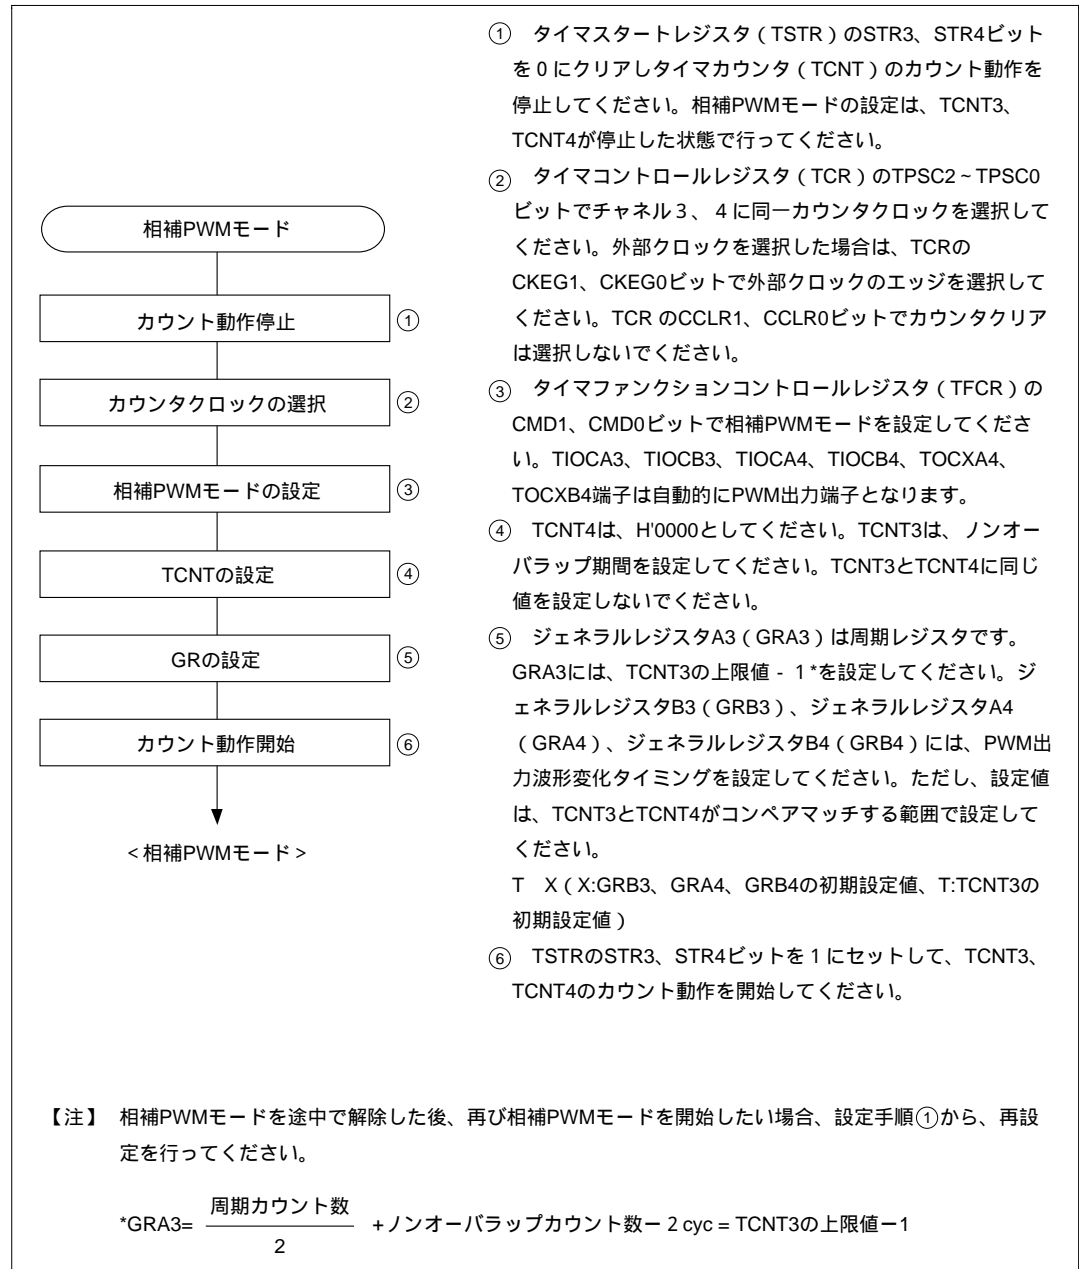 相補PWMモード
カウント動作停止 ①
カウンタクロックの選択 ②
相補PWMモードの設定 ③
TCNTの設定 ④
GRの設定 ⑤
カウント動作開始 ⑥
<相補PWMモード>
① タイマスタートレジスタ(TSTR)のSTR3、STR4ビット
を0にクリアしタイマカウンタ(TCNT)のカウント動作を
停止してください。相補PWMモードの設定は、TCNT3、
TCNT4が停止した状態で行ってください。
② タイマコントロールレジスタ(TCR)のTPSC2~TPSC0
ビットでチャネル3、4に同一カウンタクロックを選択して
ください。外部クロックを選択した場合は、TCRの
CKEG1、CKEG0ビットで外部クロックのエッジを選択して
ください。TCR のCCLR1、CCLR0ビットでカウンタクリア
は選択しないでください。
③ タイマファンクションコントロールレジスタ(TFCR)の
CMD1、CMD0ビットで相補PWMモードを設定してくださ
い。TIOCA3、TIOCB3、TIOCA4、TIOCB4、TOCXA4、
TOCXB4端子は自動的にPWM出力端子となります。
④ TCNT4は、H'0000としてください。TCNT3は、ノンオー
バラップ期間を設定してください。TCNT3とTCNT4に同じ
値を設定しないでください。
⑤ ジェネラルレジスタA3(GRA3)は周期レジスタです。
GRA3には、TCNT3の上限値 - 1*を設定してください。ジ
ェネラルレジスタB3(GRB3)、ジェネラルレジスタA4
(GRA4)、ジェネラルレジスタB4(GRB4)には、PWM出
力波形変化タイミングを設定してください。ただし、設定値
は、TCNT3とTCNT4がコンペアマッチする範囲で設定して
ください。
T X(X:GRB3、GRA4、GRB4の初期設定値、T:TCNT3の
初期設定値)
⑥ TSTRのSTR3、STR4ビットを1にセットして、TCNT3、
TCNT4のカウント動作を開始してください。
【注】 相補PWMモードを途中で解除した後、再び相補PWMモードを開始したい場合、設定手順①から、再設
定を行ってください。
周期カウント数
*GRA3= +ノンオーバラップカウント数ー2 cyc = TCNT3の上限値ー1
2